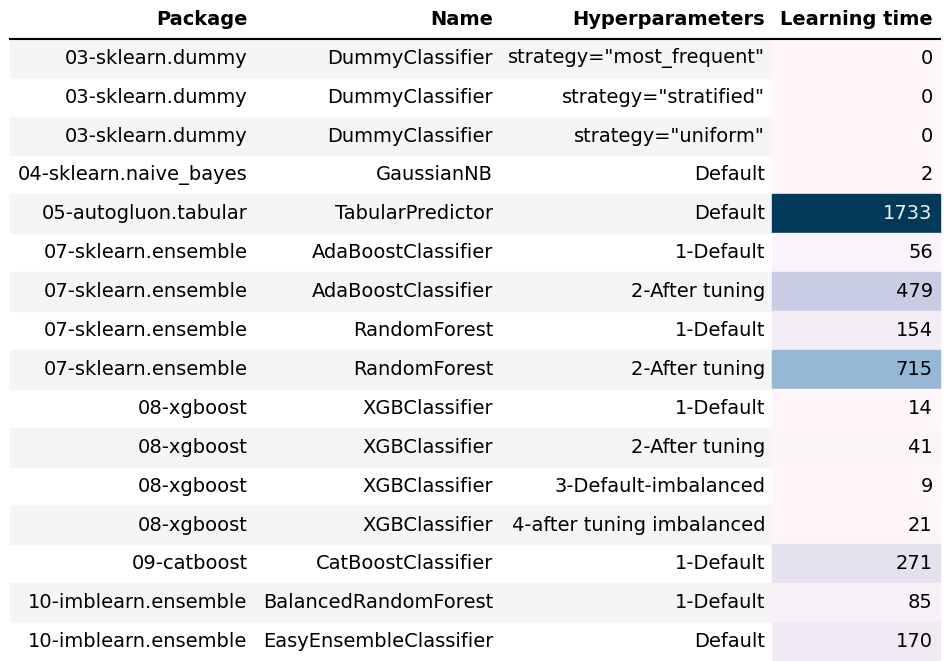 Package Name Hyperparameters Learning time
03-sklearn.dummy DummyClassifier strategy="most_frequent" 0
03-sklearn.dummy DummyClassifier strategy="stratified" 0
03-sklearn.dummy DummyClassifier strategy="uniform" 0
04-sklearn.naive_bayes GaussianNB Default 2
05-autogluon.tabular TabularPredictor Default 1733
07-sklearn.ensemble AdaBoostClassifier 1-Default 56
07-sklearn.ensemble AdaBoostClassifier 2-After tuning 479
07-sklearn.ensemble RandomForest 1-Default 154
07-sklearn.ensemble RandomForest 2-After tuning 715
08-xgboost XGBClassifier 1-Default 14
08-xgboost XGBClassifier 2-After tuning 41
08-xgboost XGBClassifier 3-Default-imbalanced 9
08-xgboost XGBClassifier 4-after tuning imbalanced 21
09-catboost CatBoostClassifier 1-Default 271
10-imblearn.ensemble BalancedRandomForest 1-Default 85
10-imblearn.ensemble EasyEnsembleClassifier Default 170